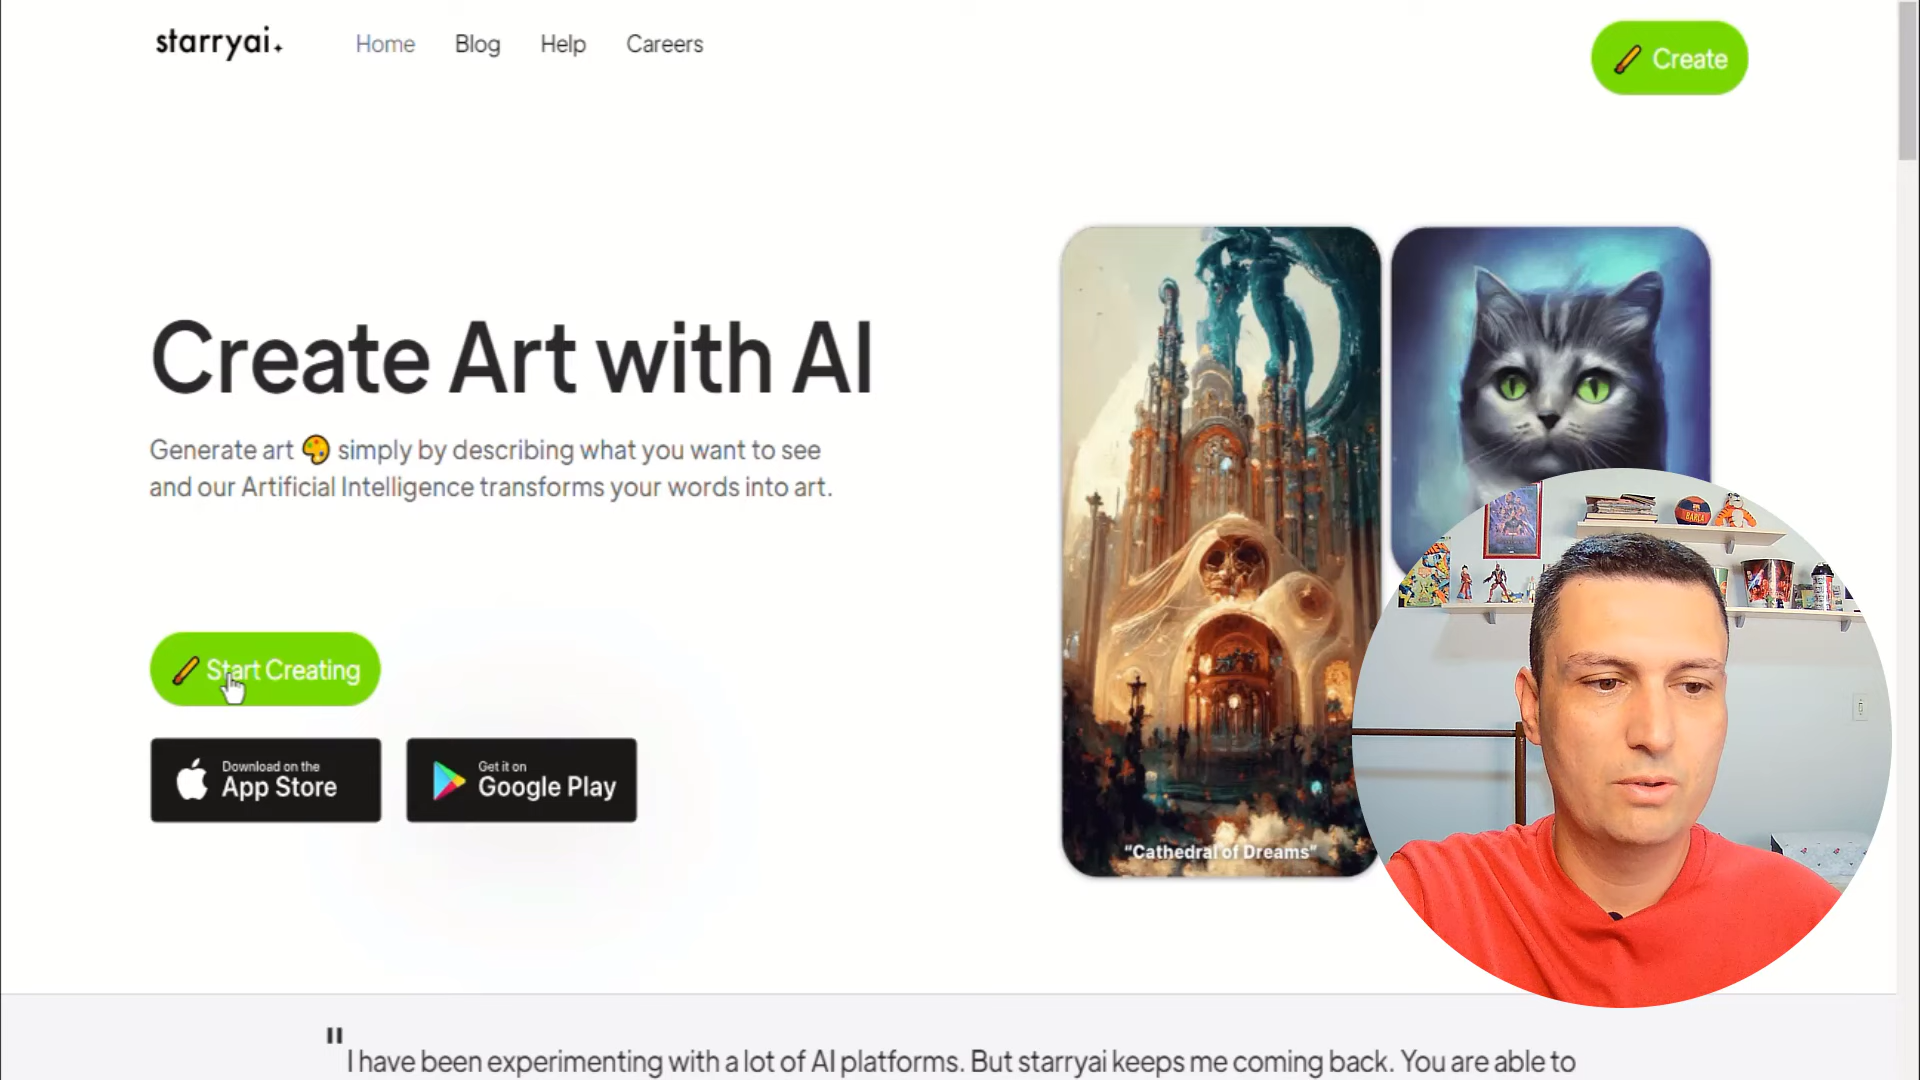 starryai
Home
Blog
Help
Careers
Create
Create Art with AI
Generate art simply by describing what you want to see
and our Artificial Intelligence transforms your words into art.
Start Creating
Download on the
App Store
Get it on
Google Play
"Cathedral of Dreams"
BARÇA
"
I have been experimenting with a lot of AI platforms. But starryai keeps me coming back. You are able to